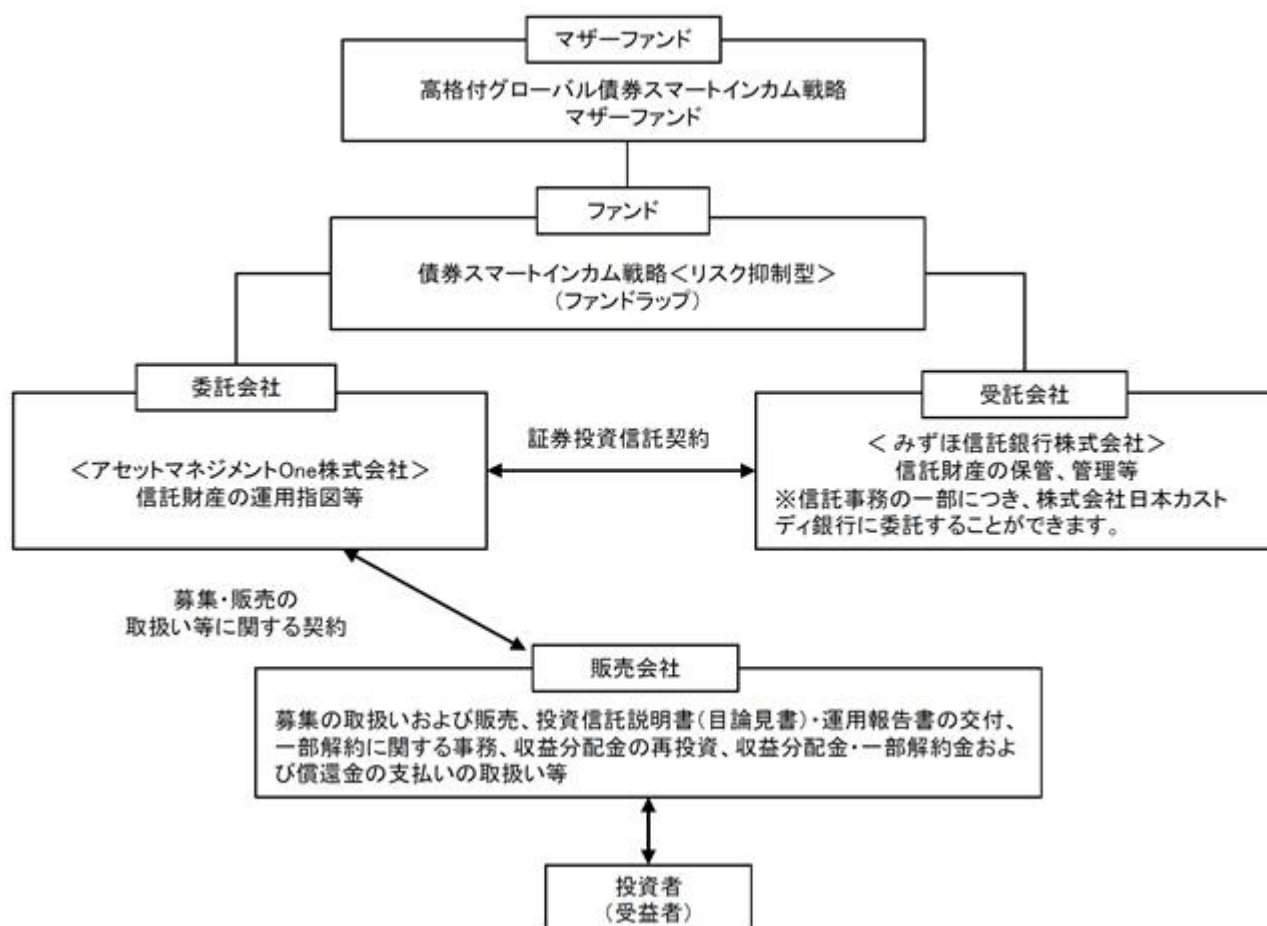 マザーファンド
高格付グローバル債券スマートインカム戦略
マザーファンド
ファンド
債券スマートインカム戦略＜リスク抑制型＞
（ファンドラップ）
委託会社
＜アセットマネジメントOne株式会社＞
信託財産の運用指図等
証券投資信託契約
受託会社
＜みずほ信託銀行株式会社＞
信託財産の保管、管理等
※信託事務の一部につき、株式会社日本カスト
ディ銀行に委託することができます。
募集・販売の
取扱い等に関する契約
販売会社
募集の取扱いおよび販売、投資信託説明書（目論見書）・運用報告書の交付、
一部解約に関する事務、収益分配金の再投資、収益分配金・一部解約金およ
び償還金の支払いの取扱い等
投資者
（受益者）